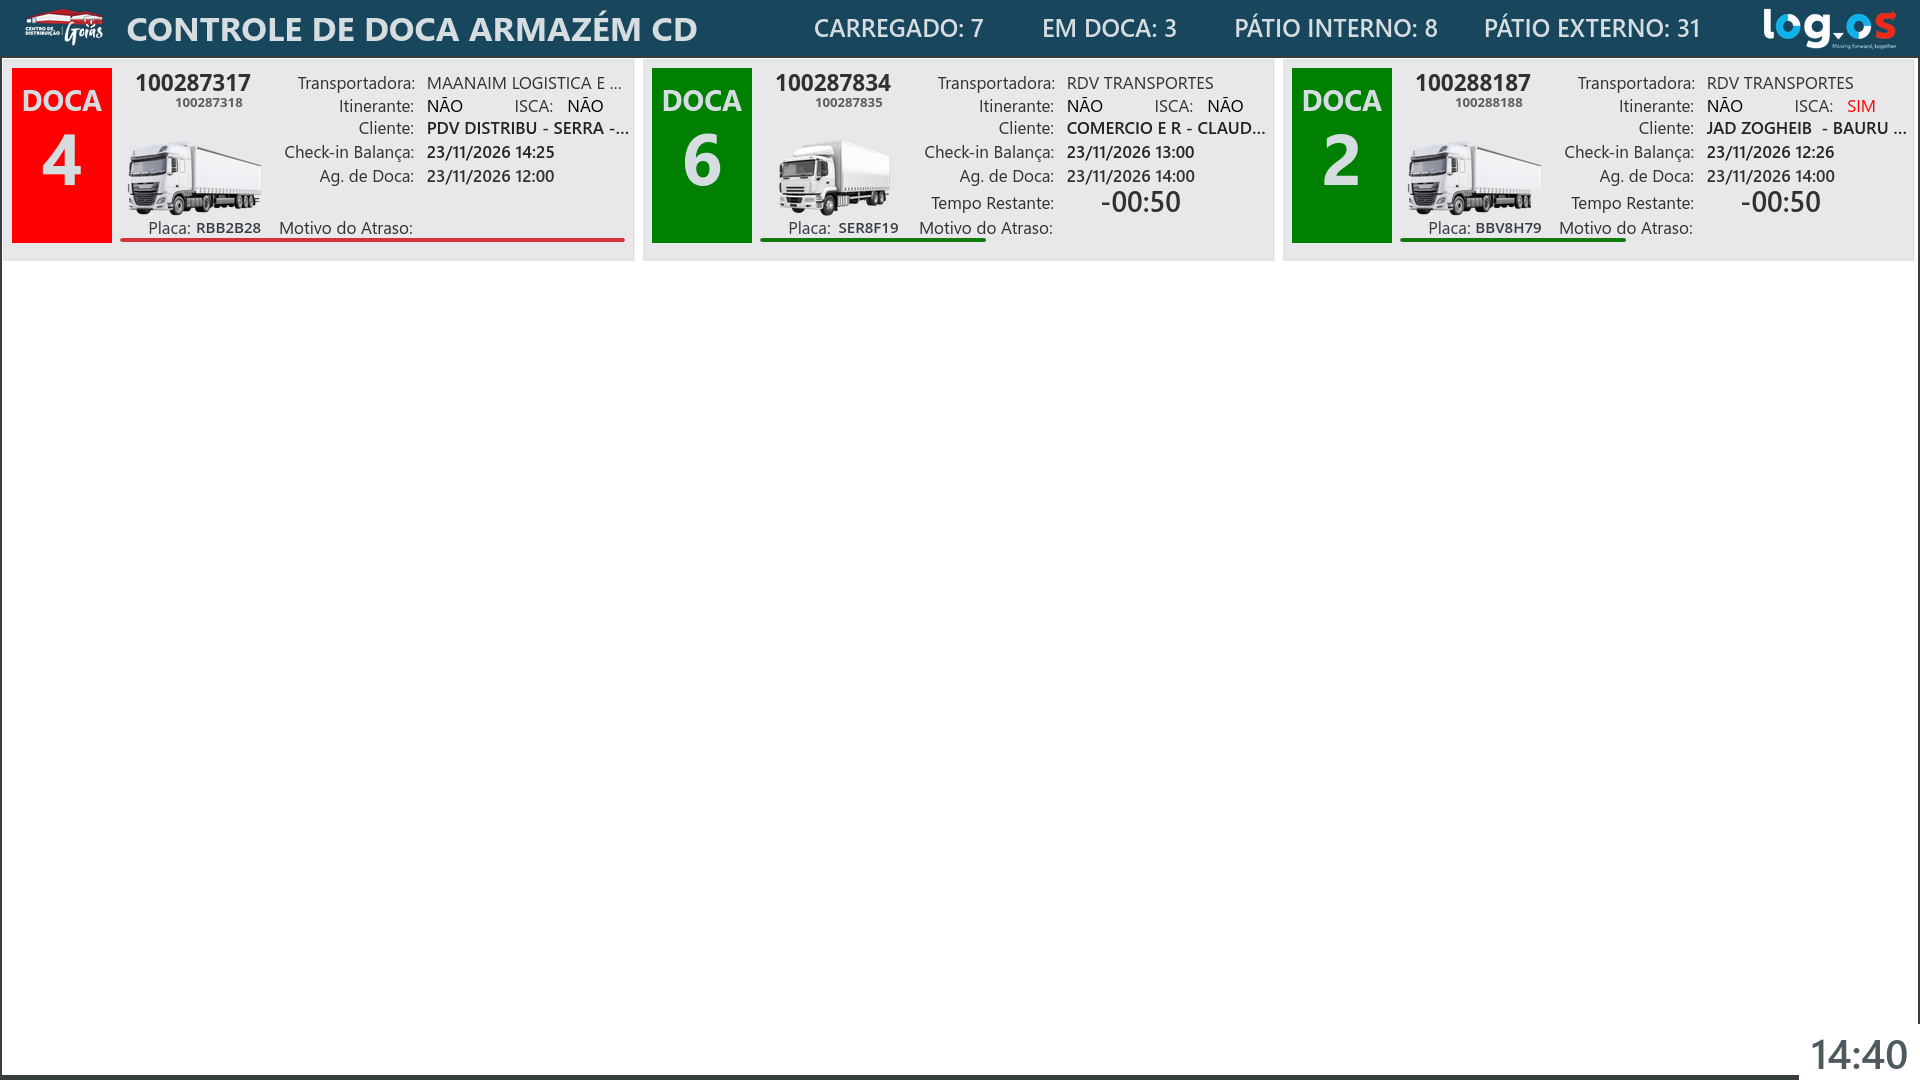 CENTRO DE
DISTRIBUIÇÃO
Goiás
CONTROLE DE DOCA ARMAZÉM CD
CARREGADO: 7
EM DOCA: 3
PÁTIO INTERNO: 8
PÁTIO EXTERNO: 31
log.os
Moving forward, together
DOCA
4
100287317
100287318
Placa: RBB2B28
Transportadora: MAANAIM LOGISTICA E ...
Itinerante: NÃO ISCA: NÃO
Cliente: PDV DISTRIBU - SERRA -...
Check-in Balança: 23/11/2026 14:25
Ag. de Doca: 23/11/2026 12:00
Motivo do Atraso:
DOCA
6
100287834
100287835
Placa: SER8F19
Transportadora: RDV TRANSPORTES
Itinerante: NÃO ISCA: NÃO
Cliente: COMERCIO E R - CLAUD...
Check-in Balança: 23/11/2026 13:00
Ag. de Doca: 23/11/2026 14:00
Tempo Restante: -00:50
Motivo do Atraso:
DOCA
2
100288187
100288188
Placa: BBV8H79
Transportadora: RDV TRANSPORTES
Itinerante: NÃO ISCA: SIM
Cliente: JAD ZOGHEIB - BAURU ...
Check-in Balança: 23/11/2026 12:26
Ag. de Doca: 23/11/2026 14:00
Tempo Restante: -00:50
Motivo do Atraso:
14:40